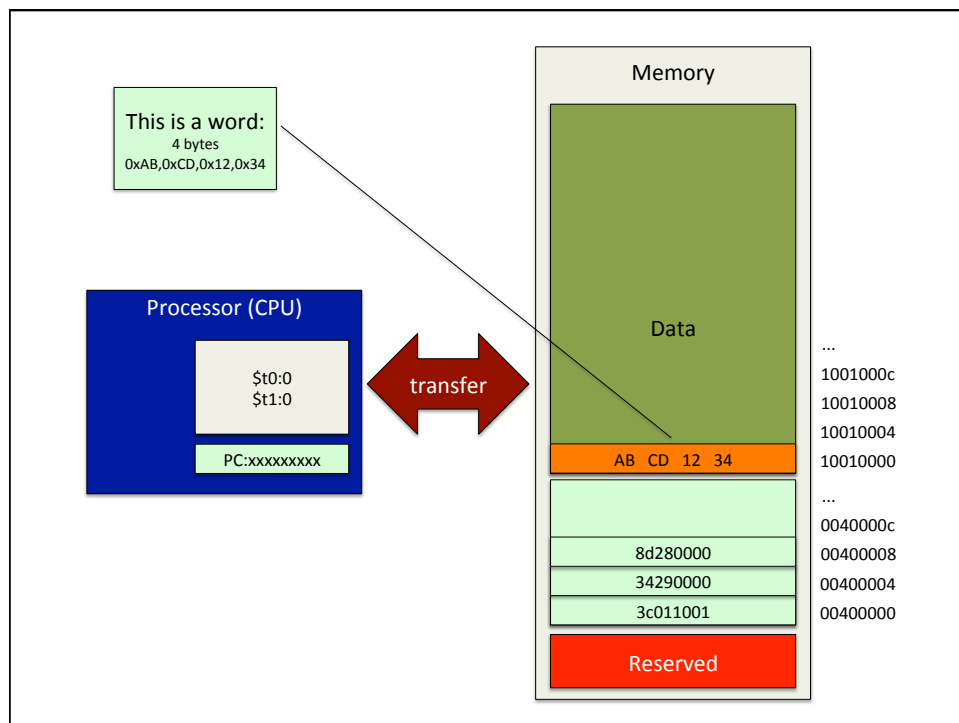 This is a word:
4 bytes
0xAB,0xCD,0x12,0x34
Processor (CPU)
$t0:0
$t1:0
PC:xxxxxxxxx
transfer
Memory
Data
AB CD 12 34
8d280000
34290000
3c011001
Reserved
...
1001000c
10010008
10010004
10010000
...
0040000c
00400008
00400004
00400000